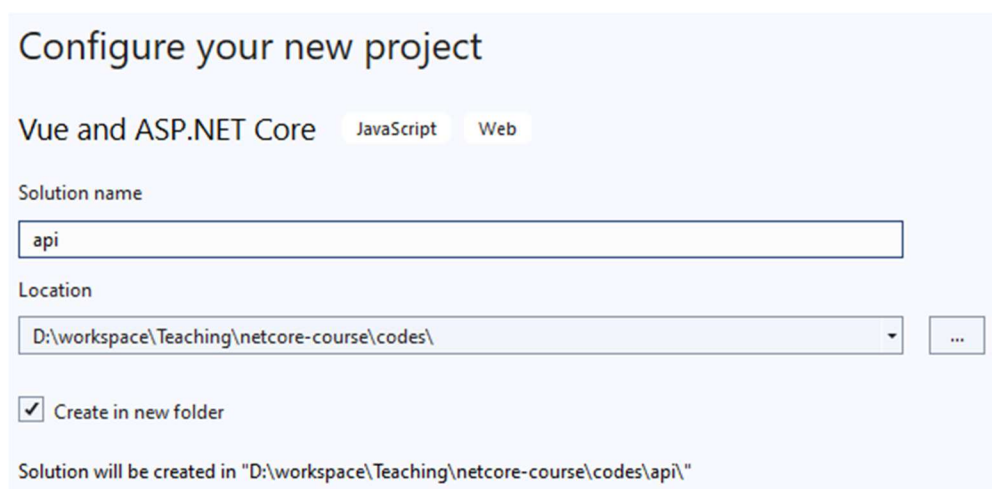 Configure your new project
Vue and ASP.NET Core JavaScript Web
Solution name
api
Location
D:\workspace\Teaching\netcore-course\codes\ ...
Create in new folder
Solution will be created in "D:\workspace\Teaching\netcore-course\codes\api\"